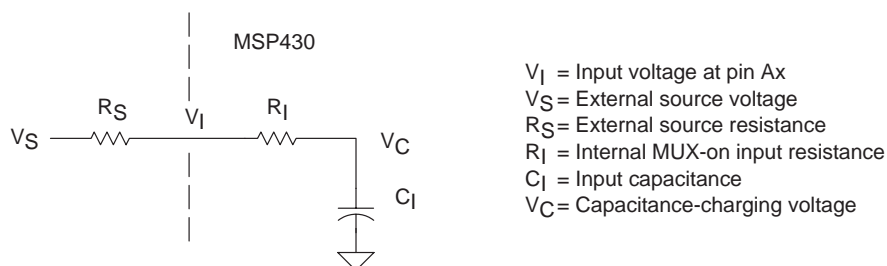 MSP430
R_S
V_I
R_I
V_S
V_C
C_I
V_I = Input voltage at pin Ax
V_S = External source voltage
R_S = External source resistance
R_I = Internal MUX-on input resistance
C_I = Input capacitance
V_C = Capacitance-charging voltage